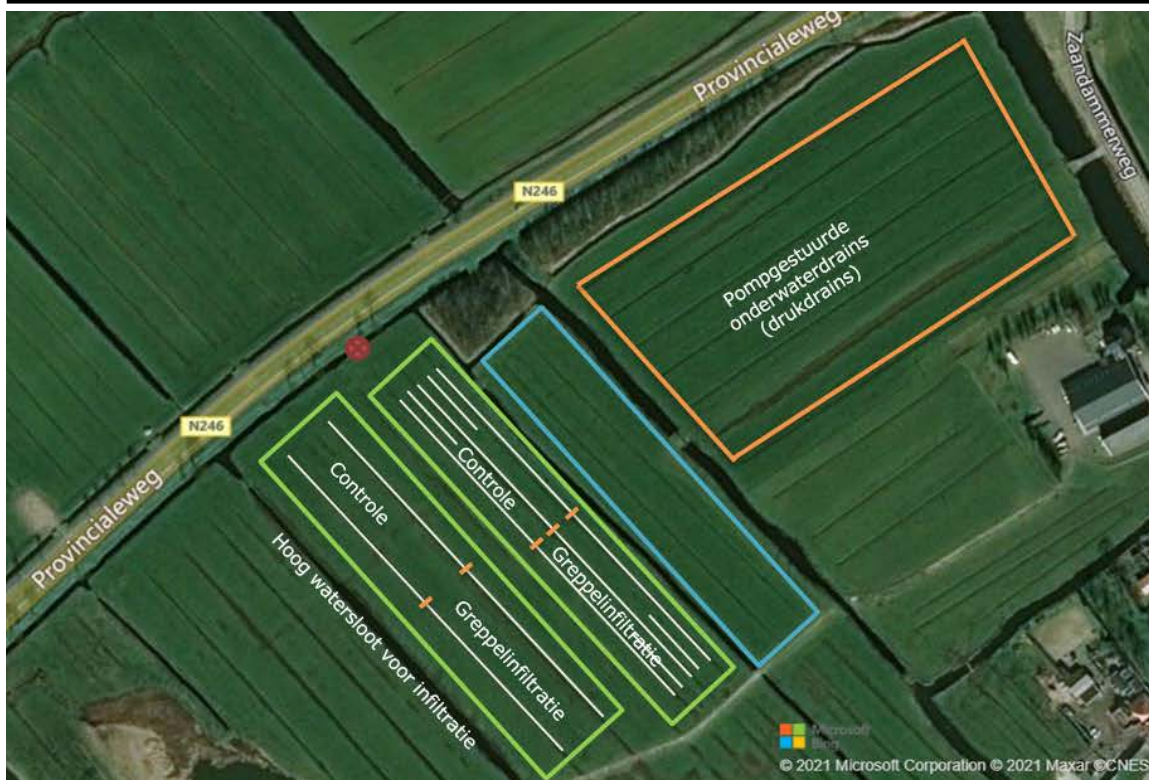 Provincialeweg
Zaandammerweg
N246
Pompgestuurde
onderwaterdrains
(drukdrains)
N246
Controle
Controle
Provincialeweg
Greppelinfiltratie
Hoog watersloot voor infiltratie
Greppelinfiltratie
Microsoft
Bing
© 2021 Microsoft Corporation © 2021 Maxar ©CNES